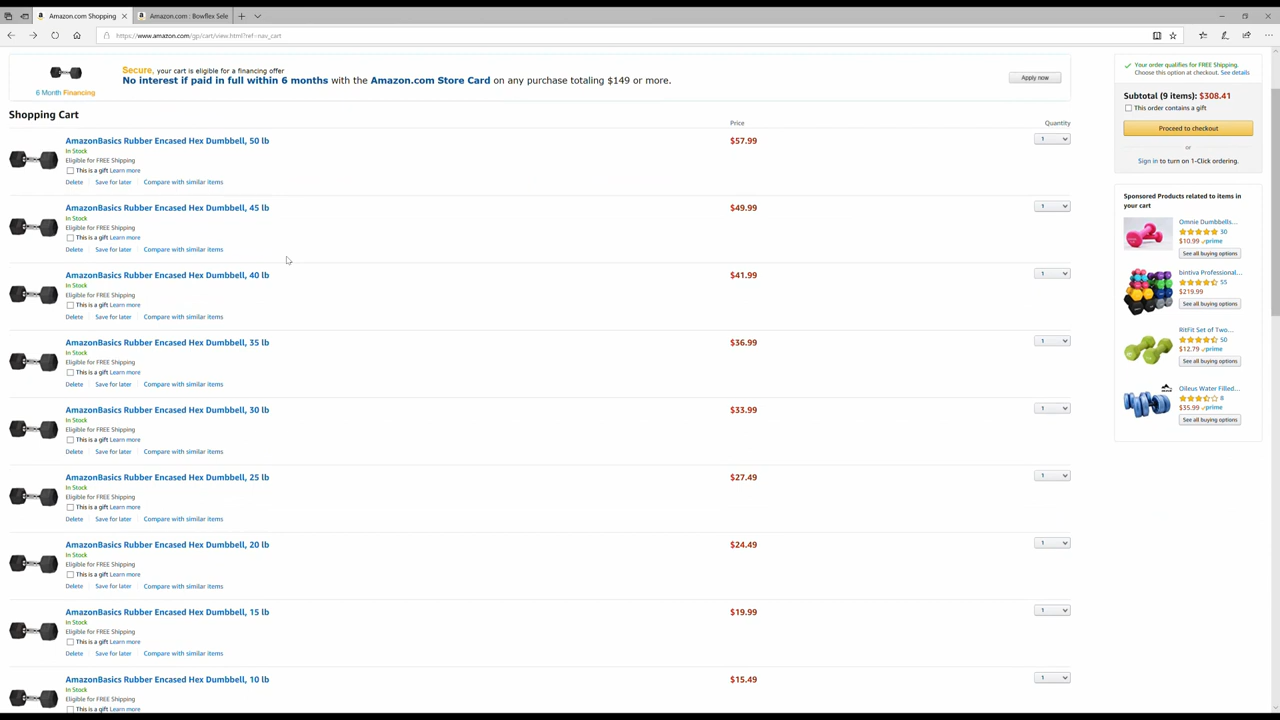 Amazon.com Shopping
Amazon.com : Bowflex Sele
https://www.amazon.com/gp/cart/view.html?ref=nav_cart
6 Month Financing
Secure, your cart is eligible for a financing offer
No interest if paid in full within 6 months with the Amazon.com Store Card on any purchase totaling $149 or more.
Apply now
Shopping Cart
Price
Quantity
AmazonBasics Rubber Encased Hex Dumbbell, 50 lb
$57.99
1
In Stock
Eligible for FREE Shipping
This is a gift Learn more
Delete Save for later Compare with similar items
AmazonBasics Rubber Encased Hex Dumbbell, 45 lb
$49.99
1
In Stock
Eligible for FREE Shipping
This is a gift Learn more
Delete Save for later Compare with similar items
AmazonBasics Rubber Encased Hex Dumbbell, 40 lb
$41.99
1
In Stock
Eligible for FREE Shipping
This is a gift Learn more
Delete Save for later Compare with similar items
AmazonBasics Rubber Encased Hex Dumbbell, 35 lb
$36.99
1
In Stock
Eligible for FREE Shipping
This is a gift Learn more
Delete Save for later Compare with similar items
AmazonBasics Rubber Encased Hex Dumbbell, 30 lb
$33.99
1
In Stock
Eligible for FREE Shipping
This is a gift Learn more
Delete Save for later Compare with similar items
AmazonBasics Rubber Encased Hex Dumbbell, 25 lb
$27.49
1
In Stock
Eligible for FREE Shipping
This is a gift Learn more
Delete Save for later Compare with similar items
AmazonBasics Rubber Encased Hex Dumbbell, 20 lb
$24.49
1
In Stock
Eligible for FREE Shipping
This is a gift Learn more
Delete Save for later Compare with similar items
AmazonBasics Rubber Encased Hex Dumbbell, 15 lb
$19.99
1
In Stock
Eligible for FREE Shipping
This is a gift Learn more
Delete Save for later Compare with similar items
AmazonBasics Rubber Encased Hex Dumbbell, 10 lb
$15.49
1
In Stock
Eligible for FREE Shipping
This is a gift Learn more
Your order qualifies for FREE Shipping.
Choose this option at checkout. See details
Subtotal (9 items): $308.41
This order contains a gift
Proceed to checkout
or
Sign in to turn on 1-Click ordering.
Sponsored Products related to items in
your cart
Omnie Dumbbells...
30
$10.99 prime
See all buying options
bintiva Professional...
55
$219.99
See all buying options
RitFit Set of Two...
50
$12.79 prime
See all buying options
Oileus Water Filled...
8
$35.99 prime
See all buying options